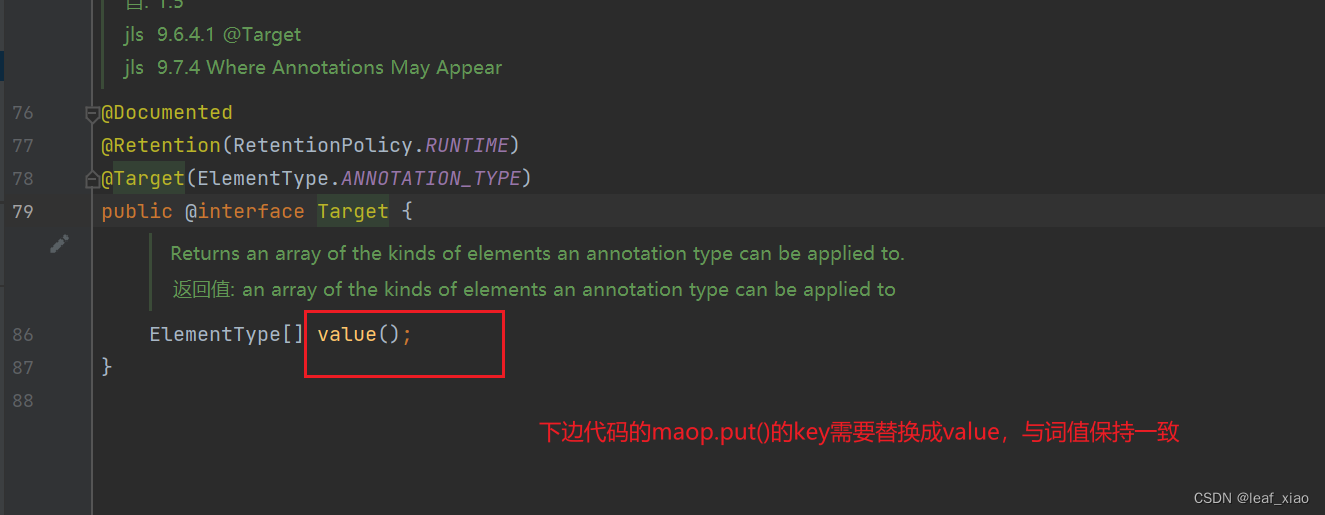 自: 1.5
jls 9.6.4.1 @Target
jls 9.7.4 Where Annotations May Appear
76 @Documented
77 @Retention(RetentionPolicy.RUNTIME)
78 @Target(ElementType.ANNOTATION_TYPE)
79 public @interface Target {
Returns an array of the kinds of elements an annotation type can be applied to.
返回值: an array of the kinds of elements an annotation type can be applied to
86 ElementType[] value();
87 }
88
下边代码的maop.put()的key需要替换成value，与词值保持一致
CSDN @leaf_xiao